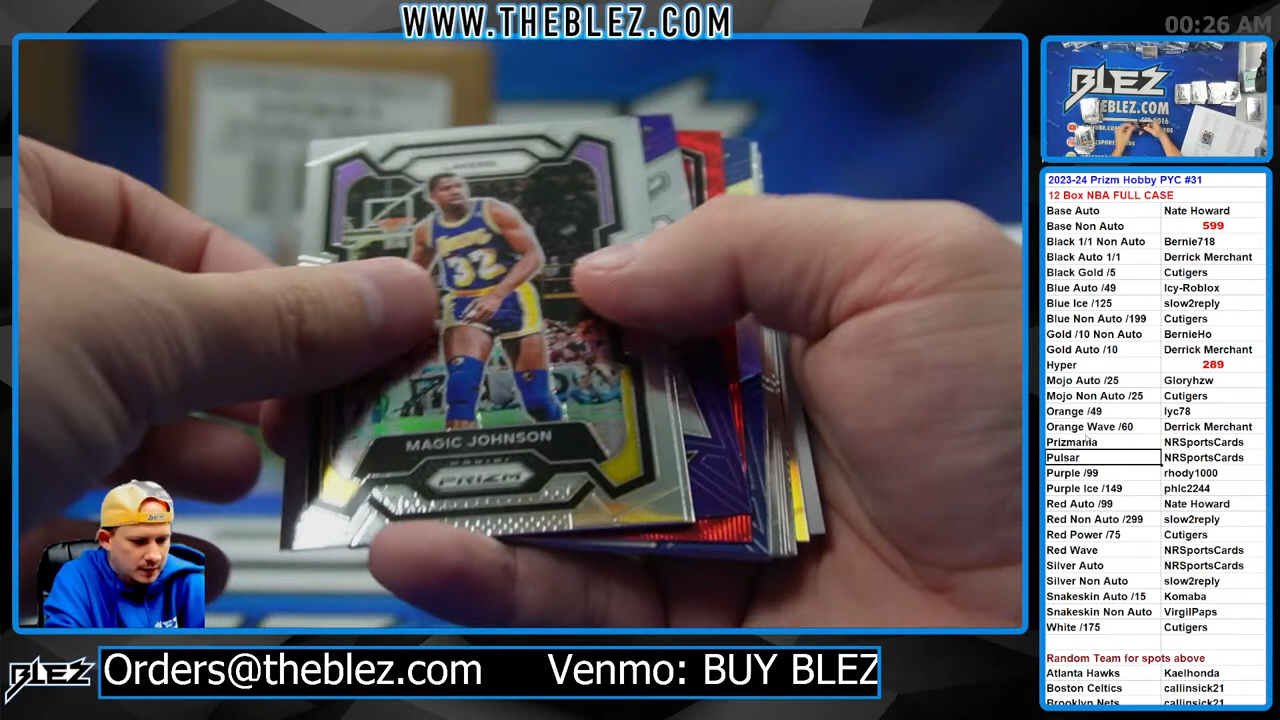 WWW.THEBLEZ.COM
00:26 AM
BLEZ
LAKERS
32
MAGIC JOHNSON
PANINI
PRIZM
2023-24 Prizm Hobby PYC #31
12 Box NBA FULL CASE
Base Auto Nate Howard
Base Non Auto 599
Black 1/1 Non Auto Bernie718
Black Auto 1/1 Derrick Merchant
Black Gold /5 Cutigers
Blue Auto /49 Icy-Roblox
Blue Ice /125 slow2reply
Blue Non Auto /199 Cutigers
Gold /10 Non Auto BernieHo
Gold Auto /10 Derrick Merchant
Hyper 289
Mojo Auto /25 Gloryhzw
Mojo Non Auto /25 Cutigers
Orange /49 lyc78
Orange Wave /60 Derrick Merchant
Prizmania NRSportsCards
Pulsar NRSportsCards
Purple /99 rhody1000
Purple Ice /149 phlc2244
Red Auto /99 Nate Howard
Red Non Auto /299 slow2reply
Red Power /75 Cutigers
Red Wave NRSportsCards
Silver Auto NRSportsCards
Silver Non Auto slow2reply
Snakeskin Auto /15 Komaba
Snakeskin Non Auto VirgilPaps
White /175 Cutigers
Random Team for spots above
Atlanta Hawks Kaelhonda
Boston Celtics callinsick21
Brooklyn Nets callinsick21
BLEZ
Orders@theblez.com Venmo: BUY BLEZ